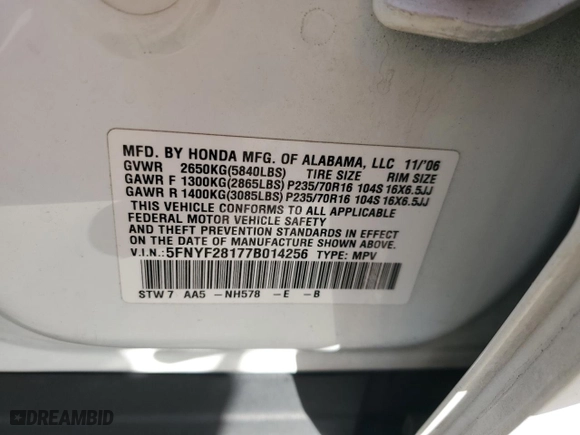 MFD. BY HONDA MFG. OF ALABAMA, LLC 11/'06
GVWR 2650KG(5840LBS) TIRE SIZE RIM SIZE
GAWR F 1300KG(2865LBS) P235/70R16 104S 16X6.5JJ
GAWR R 1400KG(3085LBS) P235/70R16 104S 16X6.5JJ
THIS VEHICLE CONFORMS TO ALL APPLICABLE
FEDERAL MOTOR VEHICLE SAFETY
AND THEFT PREVENTION STANDARDS IN EFFECT
ON THE DATE OF MANUFACTURE SHOWN ABOVE.
V.I.N.: 5FNYF28177B014256 TYPE: MPV
STW7 AA5 -NH578 -E -B
DREAMBID